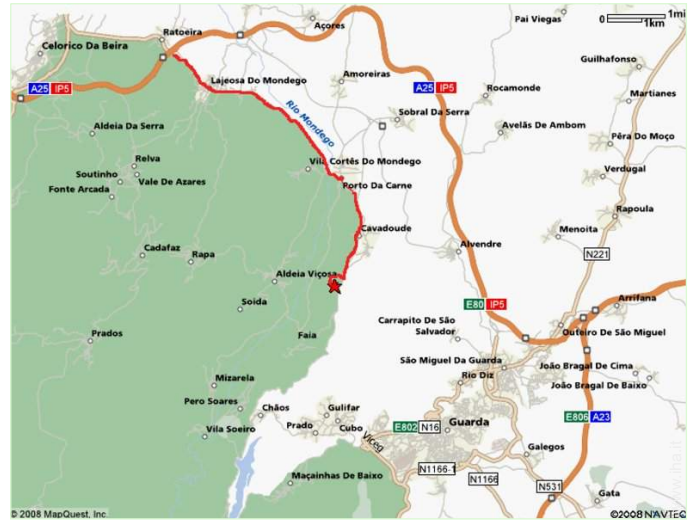 Pai Viegas
0 1mi
1km
Açores
Ratoeira
Celorico Da Beira
Guilhafonso
Lajeosa Do Mondego
Amoreiras
A25 IP5
A25 IP5
Rocamonde
Martianes
Rio Mondego
Sobral Da Serra
Aldeia Da Serra
Avelãs De Ambom
Pêra Do Moço
Relva
Vila Cortês Do Mondego
Soutinho
Vale De Azares
Verdugal
Fonte Arcada
Porto Da Carne
Rapoula
Cavadoude
Menoita
Alvendre
Cadafaz
Rapa
N221
Aldeia Viçosa
Soida
E80 IP5
Arrifana
Carrapito De São
Salvador
Outeiro De São Miguel
Prados
Faia
São Miguel Da Guarda
João Bragal De Cima
Rio Diz
Mizarela
João Bragal De Baixo
Pero Soares
Chãos
Gulifar
E806 A23
Prado
Cubo
E802 N16
Guarda
Vila Soeiro
Viceg
Galegos
N1166-1
N1166
Maçainhas De Baixo
N531
Gata
www.iha.it
© 2008 MapQuest, Inc.
©2008 NAVTEQ